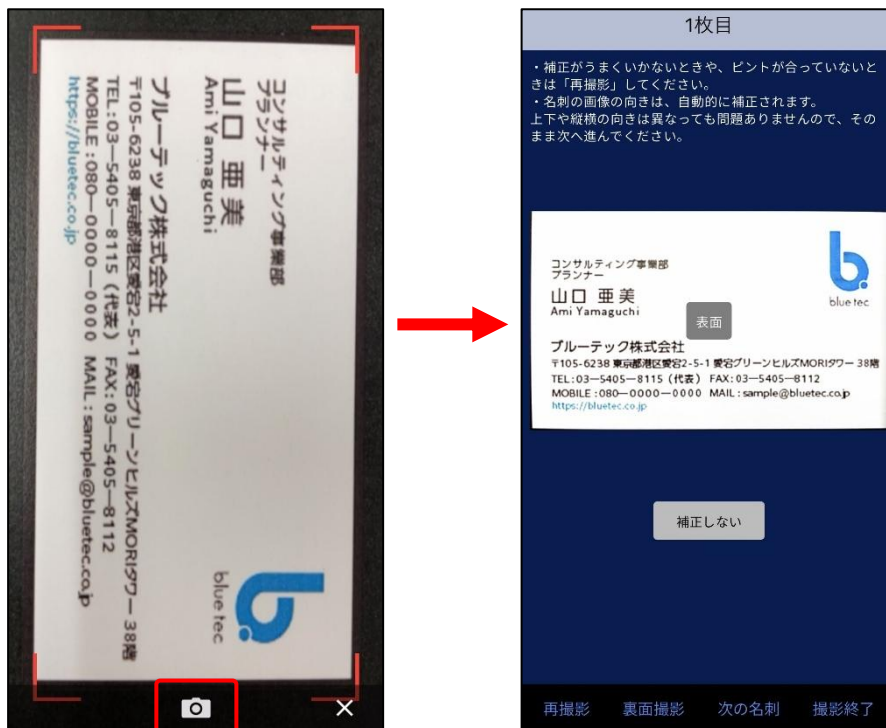 コンサルティング事業部
プランナー
山口 亜美
Ami Yamaguchi
ブルーテック株式会社
〒105-6238 東京都港区愛宕2-5-1 愛宕グリーンヒルズMORIタワー 38階
TEL:03—5405—8115（代表） FAX:03—5405—8112
MOBILE:080—0000—0000 MAIL:sample@bluetec.co.jp
https://bluetec.co.jp
b.
blue tec
1枚目
・補正がうまくいかないときや、ピントが合っていないと
きは「再撮影」してください。
・名刺の画像の向きは、自動的に補正されます。
上下や縦横の向きは異なっても問題ありませんので、その
まま次へ進んでください。
コンサルティング事業部
プランナー
山口 亜美
Ami Yamaguchi
b.
blue tec
表面
ブルーテック株式会社
〒105-6238 東京都港区愛宕2-5-1 愛宕グリーンヒルズMORIタワー 38階
TEL:03—5405—8115（代表） FAX:03—5405—8112
MOBILE:080—0000—0000 MAIL:sample@bluetec.co.jp
https://bluetec.co.jp
補正しない
再撮影 裏面撮影 次の名刺 撮影終了